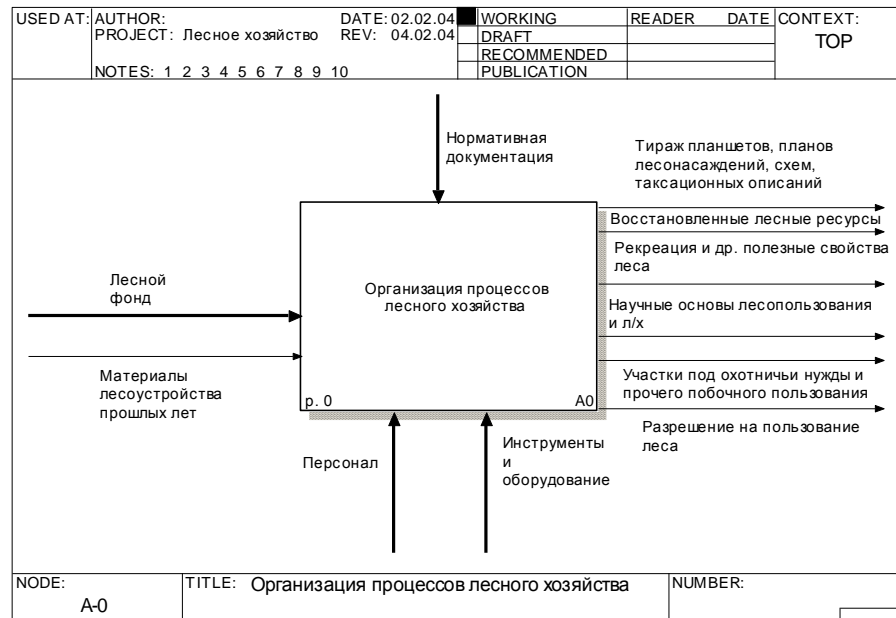 USED AT:
AUTHOR:
DATE: 02.02.04
PROJECT: Лесное хозяйство
REV: 04.02.04
NOTES: 1 2 3 4 5 6 7 8 9 10
WORKING
DRAFT
RECOMMENDED
PUBLICATION
READER DATE
CONTEXT:
TOP
Нормативная
документация
Тираж планшетов, планов
лесонасаждений, схем,
таксационных описаний
Восстановленные лесные ресурсы
Рекреация и др. полезные свойства
леса
Лесной
фонд
Организация процессов
лесного хозяйства
Научные основы лесопользования
и л/х
Материалы
лесоустройства
прошлых лет
Участки под охотничьи нужды и
прочего побочного пользования
р. 0
A0
Разрешение на пользование
леса
Персонал
Инструменты
и
оборудование
NODE:
A-0
TITLE: Организация процессов лесного хозяйства
NUMBER: